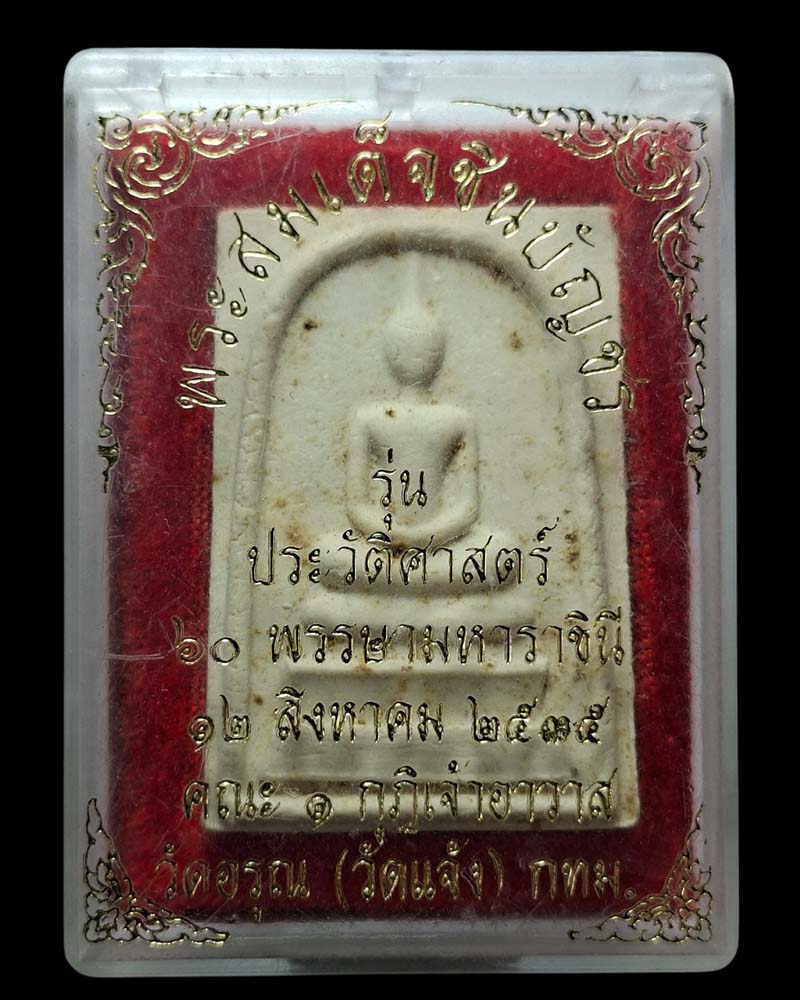 พระสมเด็จชินบัญชร
รุ่น
ประวัติศาสตร์
๖๐ พรรษามหาราชินี
๑๒ สิงหาคม ๒๕๓๕
คณะ ๑ กุฏิเจ้าอาวาส
วัดอรุณ (วัดแจ้ง) กทม.